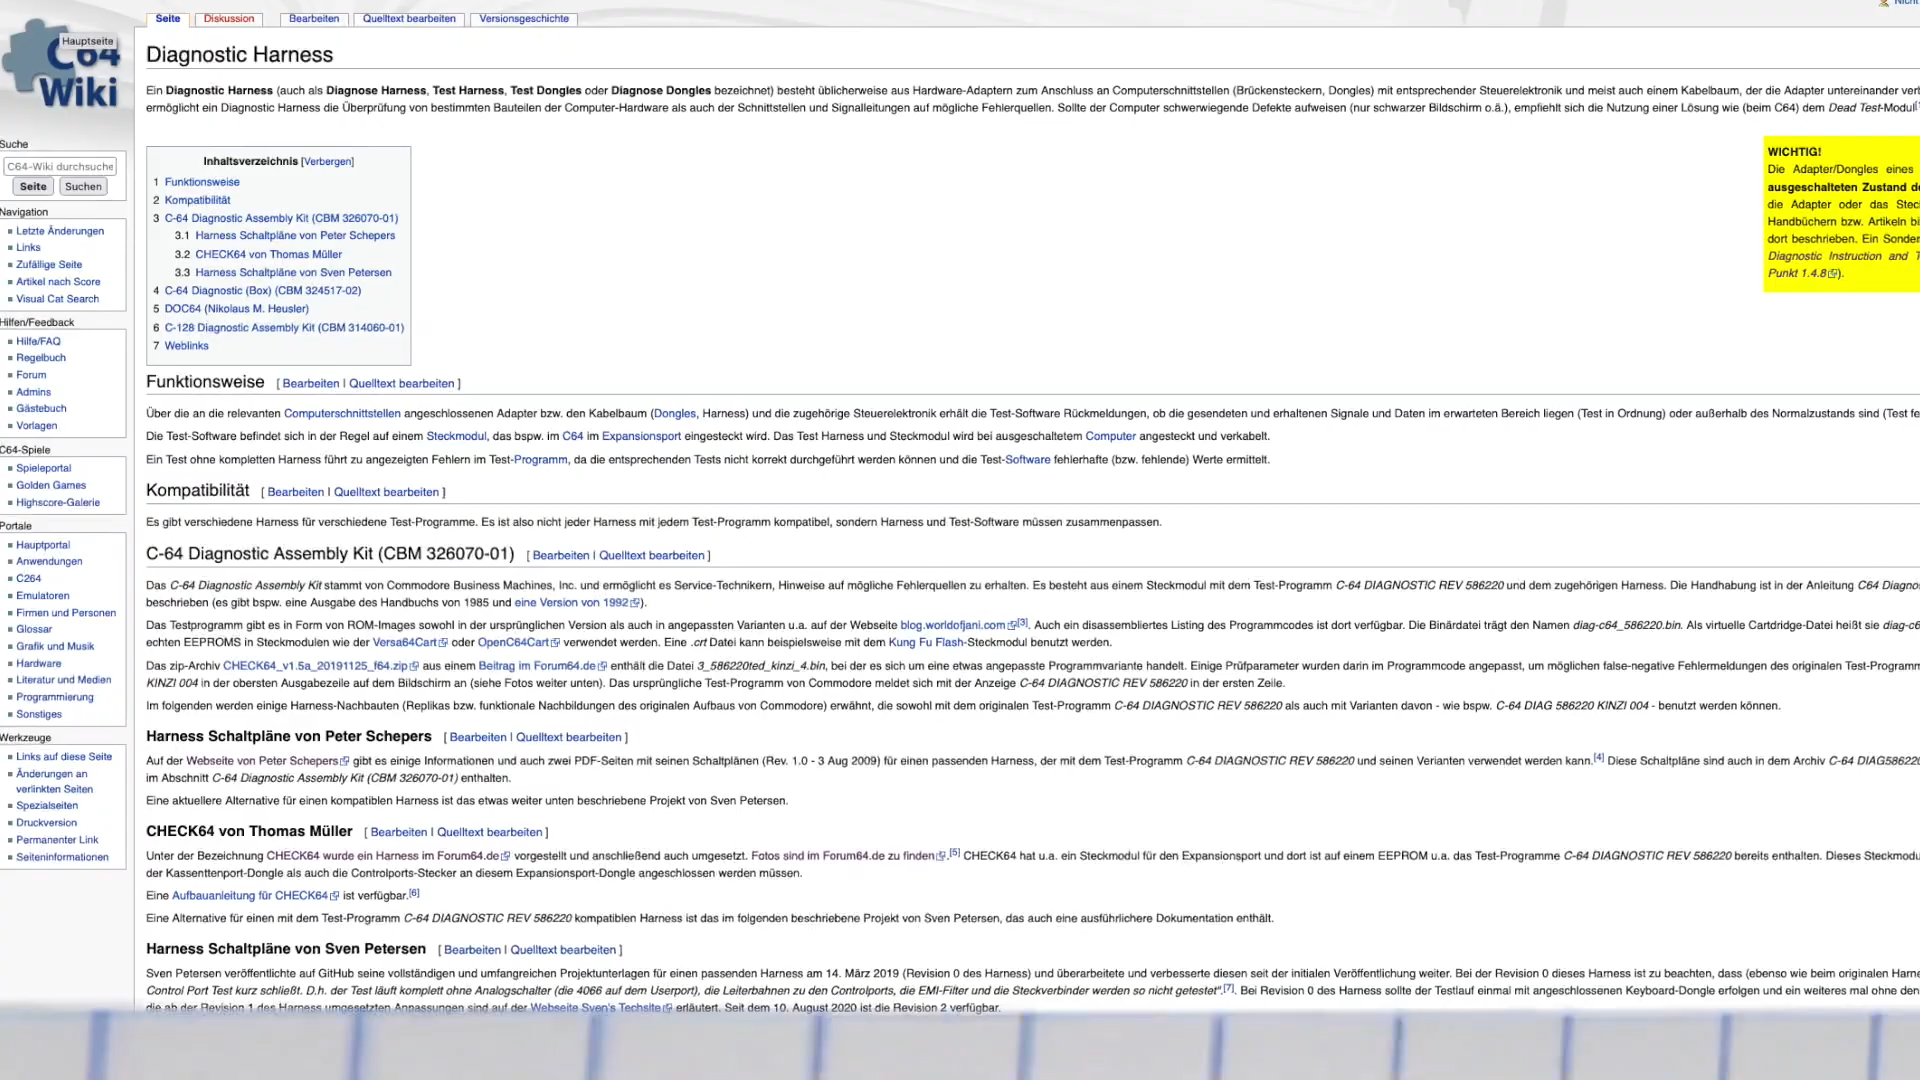 Seite Diskussion Bearbeiten Quelltext bearbeiten Versionsgeschichte
Hauptseite
C64
Wiki
Suche
C64-Wiki durchsuche
Seite Suchen
Navigation
Letzte Änderungen
Links
Zufällige Seite
Artikel nach Score
Visual Cat Search
Hilfen/Feedback
Hilfe/FAQ
Regelbuch
Forum
Admins
Gästebuch
Vorlagen
C64-Spiele
Spieleportal
Golden Games
Highscore-Galerie
Portale
Hauptportal
Anwendungen
C264
Emulatoren
Firmen und Personen
Glossar
Grafik und Musik
Hardware
Literatur und Medien
Programmierung
Sonstiges
Werkzeuge
Links auf diese Seite
Änderungen an
verlinkten Seiten
Spezialseiten
Druckversion
Permanenter Link
Seiteninformationen
Diagnostic Harness
Ein Diagnostic Harness (auch als Diagnose Harness, Test Harness, Test Dongles oder Diagnose Dongles bezeichnet) besteht üblicherweise aus Hardware-Adaptern zum Anschluss an Computerschnittstellen (Brückensteckern, Dongles) mit entsprechender Steuerelektronik und meist auch einem Kabelbaum, der die Adapter untereinander
ermöglicht ein Diagnostic Harness die Überprüfung von bestimmten Bauteilen der Computer-Hardware als auch der Schnittstellen und Signalleitungen auf mögliche Fehlerquellen. Sollte der Computer schwerwiegende Defekte aufweisen (nur schwarzer Bildschirm o.ä.), empfiehlt sich die Nutzung einer Lösung wie (beim C64) dem Dead Test-Modul
WICHTIG!
Die Adapter/Dongles eines
ausgeschalteten Zustand
die Adapter oder das
Handbüchern bzw. Artikeln
dort beschrieben. Ein
Diagnostic Instruction and
Punkt 1.4.8).
Inhaltsverzeichnis [Verbergen]
1 Funktionsweise
2 Kompatibilität
3 C-64 Diagnostic Assembly Kit (CBM 326070-01)
3.1 Harness Schaltpläne von Peter Schepers
3.2 CHECK64 von Thomas Müller
3.3 Harness Schaltpläne von Sven Petersen
4 C-64 Diagnostic (Box) (CBM 324517-02)
5 DOC64 (Nikolaus M. Heusler)
6 C-128 Diagnostic Assembly Kit (CBM 314060-01)
7 Weblinks
Funktionsweise [ Bearbeiten | Quelltext bearbeiten ]
Über die an die relevanten Computerschnittstellen angeschlossenen Adapter bzw. den Kabelbaum (Dongles, Harness) und die zugehörige Steuerelektronik erhält die Test-Software Rückmeldungen, ob die gesendeten und erhaltenen Signale und Daten im erwarteten Bereich liegen (Test in Ordnung) oder außerhalb des Normalzustands sind (Test
Die Test-Software befindet sich in der Regel auf einem Steckmodul, das bspw. im C64 im Expansionsport eingesteckt wird. Das Test Harness und Steckmodul wird bei ausgeschaltetem Computer angesteckt und verkabelt.
Ein Test ohne kompletten Harness führt zu angezeigten Fehlern im Test-Programm, da die entsprechenden Tests nicht korrekt durchgeführt werden können und die Test-Software fehlerhafte (bzw. fehlende) Werte ermittelt.
Kompatibilität [ Bearbeiten | Quelltext bearbeiten ]
Es gibt verschiedene Harness für verschiedene Test-Programme. Es ist also nicht jeder Harness mit jedem Test-Programm kompatibel, sondern Harness und Test-Software müssen zusammenpassen.
C-64 Diagnostic Assembly Kit (CBM 326070-01) [ Bearbeiten | Quelltext bearbeiten ]
Das C-64 Diagnostic Assembly Kit stammt von Commodore Business Machines, Inc. und ermöglicht es Service-Technikern, Hinweise auf mögliche Fehlerquellen zu erhalten. Es besteht aus einem Steckmodul mit dem Test-Programm C-64 DIAGNOSTIC REV 586220 und dem zugehörigen Harness. Die Handhabung ist in der Anleitung C64
beschrieben (es gibt bspw. eine Ausgabe des Handbuchs von 1985 und eine Version von 1992).
Das Testprogramm gibt es in Form von ROM-Images sowohl in der ursprünglichen Version als auch in angepassten Varianten u.a. auf der Webseite blog.worldofjani.com[3]. Auch ein disassembliertes Listing des Programmcodes ist dort verfügbar. Die Binärdatei trägt den Namen diag-c64_586220.bin. Als virtuelle Cartridge-Datei heißt sie
echten EEPROMS in Steckmodulen wie der Versa64Cart oder OpenC64Cart verwendet werden. Eine .crt Datei kann beispielsweise mit dem Kung Fu Flash-Steckmodul benutzt werden.
Das zip-Archiv CHECK64_v1.5a_20191125_f64.zip aus einem Beitrag im Forum64.de enthält die Datei 3_586220ted_kinzi_4.bin, bei der es sich um eine etwas angepasste Programmvariante handelt. Einige Prüfparameter wurden darin im Programmcode angepasst, um möglichen false-negative Fehlermeldungen des originalen
KINZI 004 in der obersten Ausgabezeile auf dem Bildschirm an (siehe Fotos weiter unten). Das ursprüngliche Test-Programm von Commodore meldet sich mit der Anzeige C-64 DIAGNOSTIC REV 586220 in der ersten Zeile.
Im folgenden werden einige Harness-Nachbauten (Replikas bzw. funktionale Nachbildungen des originalen Aufbaus von Commodore) erwähnt, die sowohl mit dem originalen Test-Programm C-64 DIAGNOSTIC REV 586220 als auch mit Varianten davon - wie bspw. C-64 DIAG 586220 KINZI 004 - benutzt werden können.
Harness Schaltpläne von Peter Schepers [ Bearbeiten | Quelltext bearbeiten ]
Auf der Webseite von Peter Schepers gibt es einige Informationen und auch zwei PDF-Seiten mit seinen Schaltplänen (Rev. 1.0 - 3 Aug 2009) für einen passenden Harness, der mit dem Test-Programm C-64 DIAGNOSTIC REV 586220 und seinen Varianten verwendet werden kann.[4] Diese Schaltpläne sind auch in dem Archiv C-64
im Abschnitt C-64 Diagnostic Assembly Kit (CBM 326070-01) enthalten.
Eine aktuellere Alternative für einen kompatiblen Harness ist das etwas weiter unten beschriebene Projekt von Sven Petersen.
CHECK64 von Thomas Müller [ Bearbeiten | Quelltext bearbeiten ]
Unter der Bezeichnung CHECK64 wurde ein Harness im Forum64.de vorgestellt und anschließend auch umgesetzt. Fotos sind im Forum64.de zu finden.[5] CHECK64 hat u.a. ein Steckmodul für den Expansionsport und dort ist auf einem EEPROM u.a. das Test-Programme C-64 DIAGNOSTIC REV 586220 bereits enthalten. Dieses
der Kassenttenport-Dongle als auch die Controlports-Stecker an diesem Expansionsport-Dongle angeschlossen werden müssen.
Eine Aufbauanleitung für CHECK64 ist verfügbar.[6]
Eine Alternative für einen mit dem Test-Programm C-64 DIAGNOSTIC REV 586220 kompatiblen Harness ist das im folgenden beschriebene Projekt von Sven Petersen, das auch eine ausführlichere Dokumentation enthält.
Harness Schaltpläne von Sven Petersen [ Bearbeiten | Quelltext bearbeiten ]
Sven Petersen veröffentlichte auf GitHub seine vollständigen und umfangreichen Projektunterlagen für einen passenden Harness am 14. März 2019 (Revision 0 des Harness) und überarbeitete und verbesserte diesen seit der initialen Veröffentlichung weiter. Bei der Revision 0 dieses Harness ist zu beachten, dass (ebenso wie beim originalen
Control Port Test kurz schließt. D.h. der Test läuft komplett ohne Analogschalter (die 4066 auf dem Userport), die Leiterbahnen zu den Controlports, die EMI-Filter und die Steckverbinder werden so nicht getestet".[7]. Bei Revision 0 des Harness sollte der Testlauf einmal mit angeschlossenen Keyboard-Dongle erfolgen und ein weiteres mal ohne den
die ab der Revision 1 des Harness umgesetzten Anpassungen sind auf der Webseite Sven's Techsite erläutert. Seit dem 10. August 2020 ist die Revision 2 verfügbar.